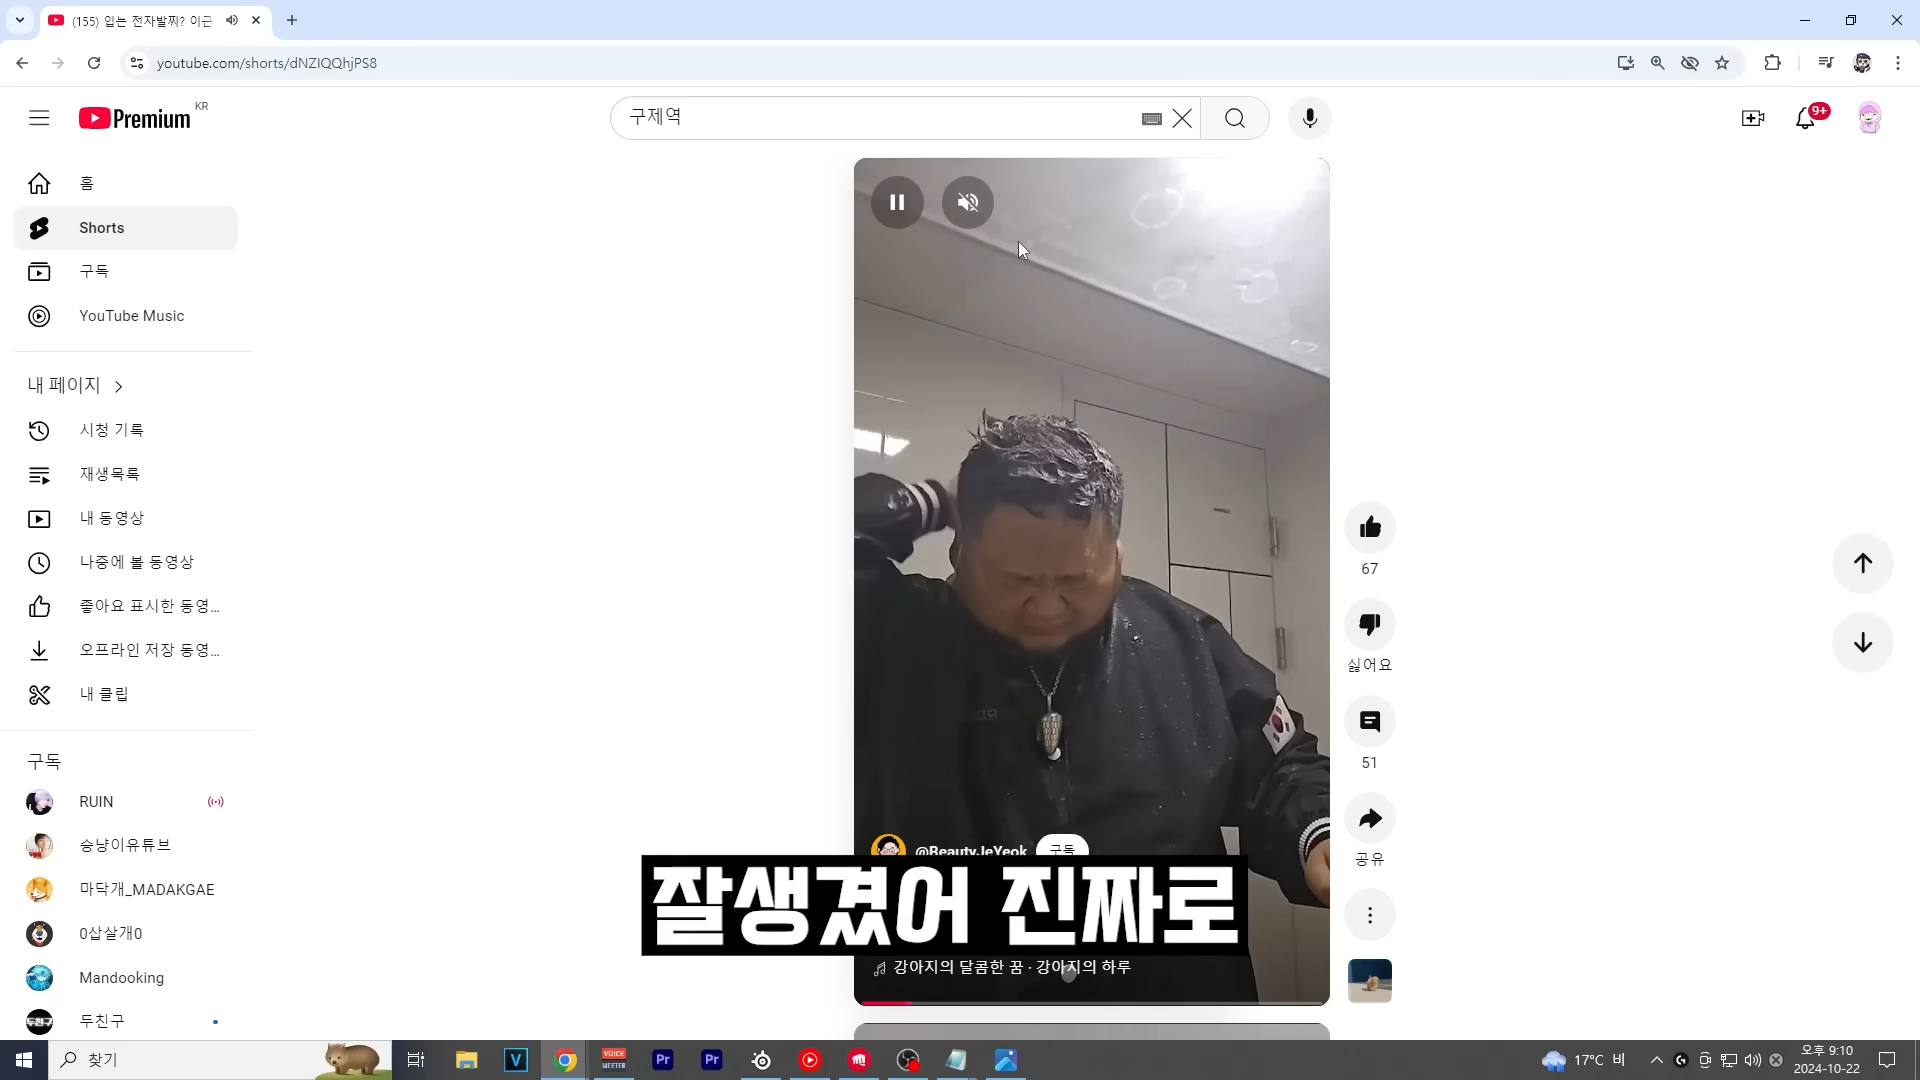 (155) 입는 전자발찌? 이근
youtube.com/shorts/dNZIQQhjPS8
Premium KR
구제역
9+
홈
Shorts
구독
YouTube Music
내 페이지
시청 기록
재생목록
내 동영상
나중에 볼 동영상
좋아요 표시한 동영...
오프라인 저장 동영...
내 클립
구독
RUIN
승냥이유튜브
마닥개_MADAKGAE
0삽살개0
Mandooking
두친구
67
싫어요
51
공유
@BeautyJeYeok 구독
잘생겼어 진짜로
강아지의 달콤한 꿈 · 강아지의 하루
찾기
VOICE
MEETER
Pr
Pr
17°C 비
오후 9:10
2024-10-22